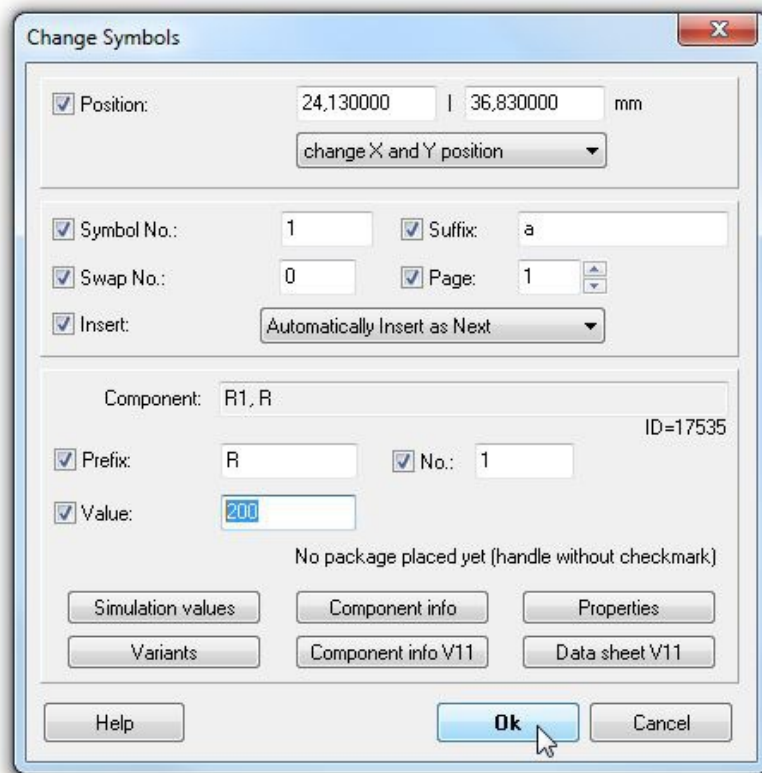 Change Symbols
Position: 24,130000 | 36,830000 mm
change X and Y position
Symbol No.: 1 Suffix: a
Swap No.: 0 Page: 1
Insert: Automatically Insert as Next
Component: R1, R
ID=17535
Prefix: R No.: 1
Value: 200
No package placed yet (handle without checkmark)
Simulation values Component info Properties
Variants Component info V11 Data sheet V11
Help Ok Cancel